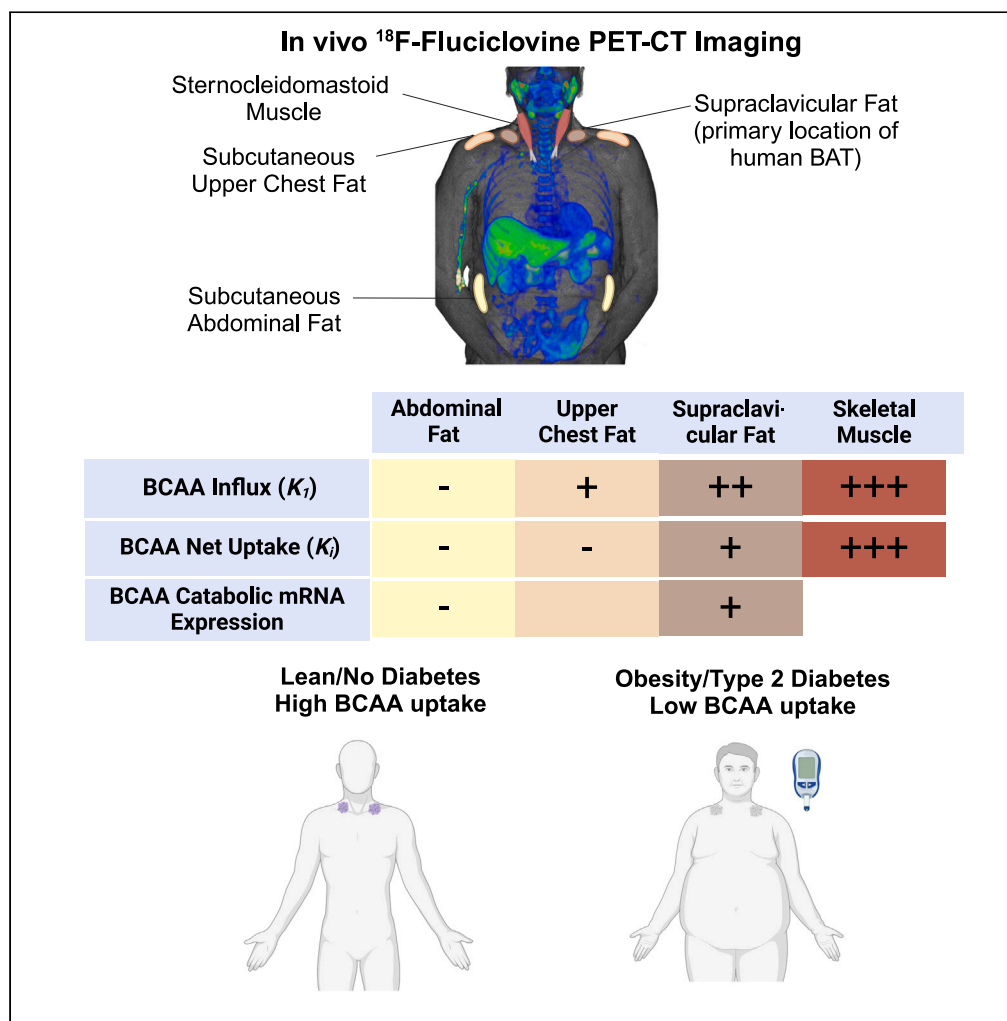 In vivo ¹⁸F-Fluciclovine PET-CT Imaging
Sternocleidomastoid
Muscle
Subcutaneous
Upper Chest Fat
Supraclavicular Fat
(primary location of
human BAT)
Subcutaneous
Abdominal Fat
Abdominal
Fat
Upper
Chest Fat
Supraclavi-
cular Fat
Skeletal
Muscle
BCAA Influx (K₁) - + ++ +++
BCAA Net Uptake (Kᵢ) - - + +++
BCAA Catabolic mRNA
Expression
- +
Lean/No Diabetes
High BCAA uptake
Obesity/Type 2 Diabetes
Low BCAA uptake